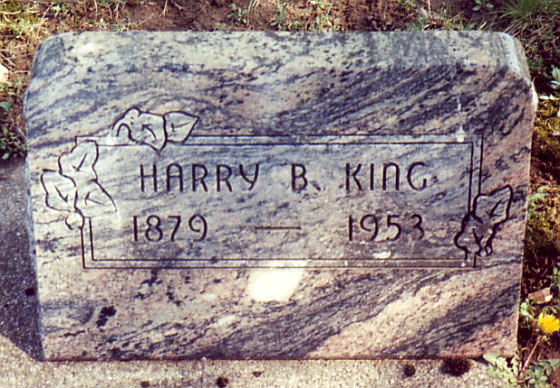 HARRY B. KING
1879 — 1953